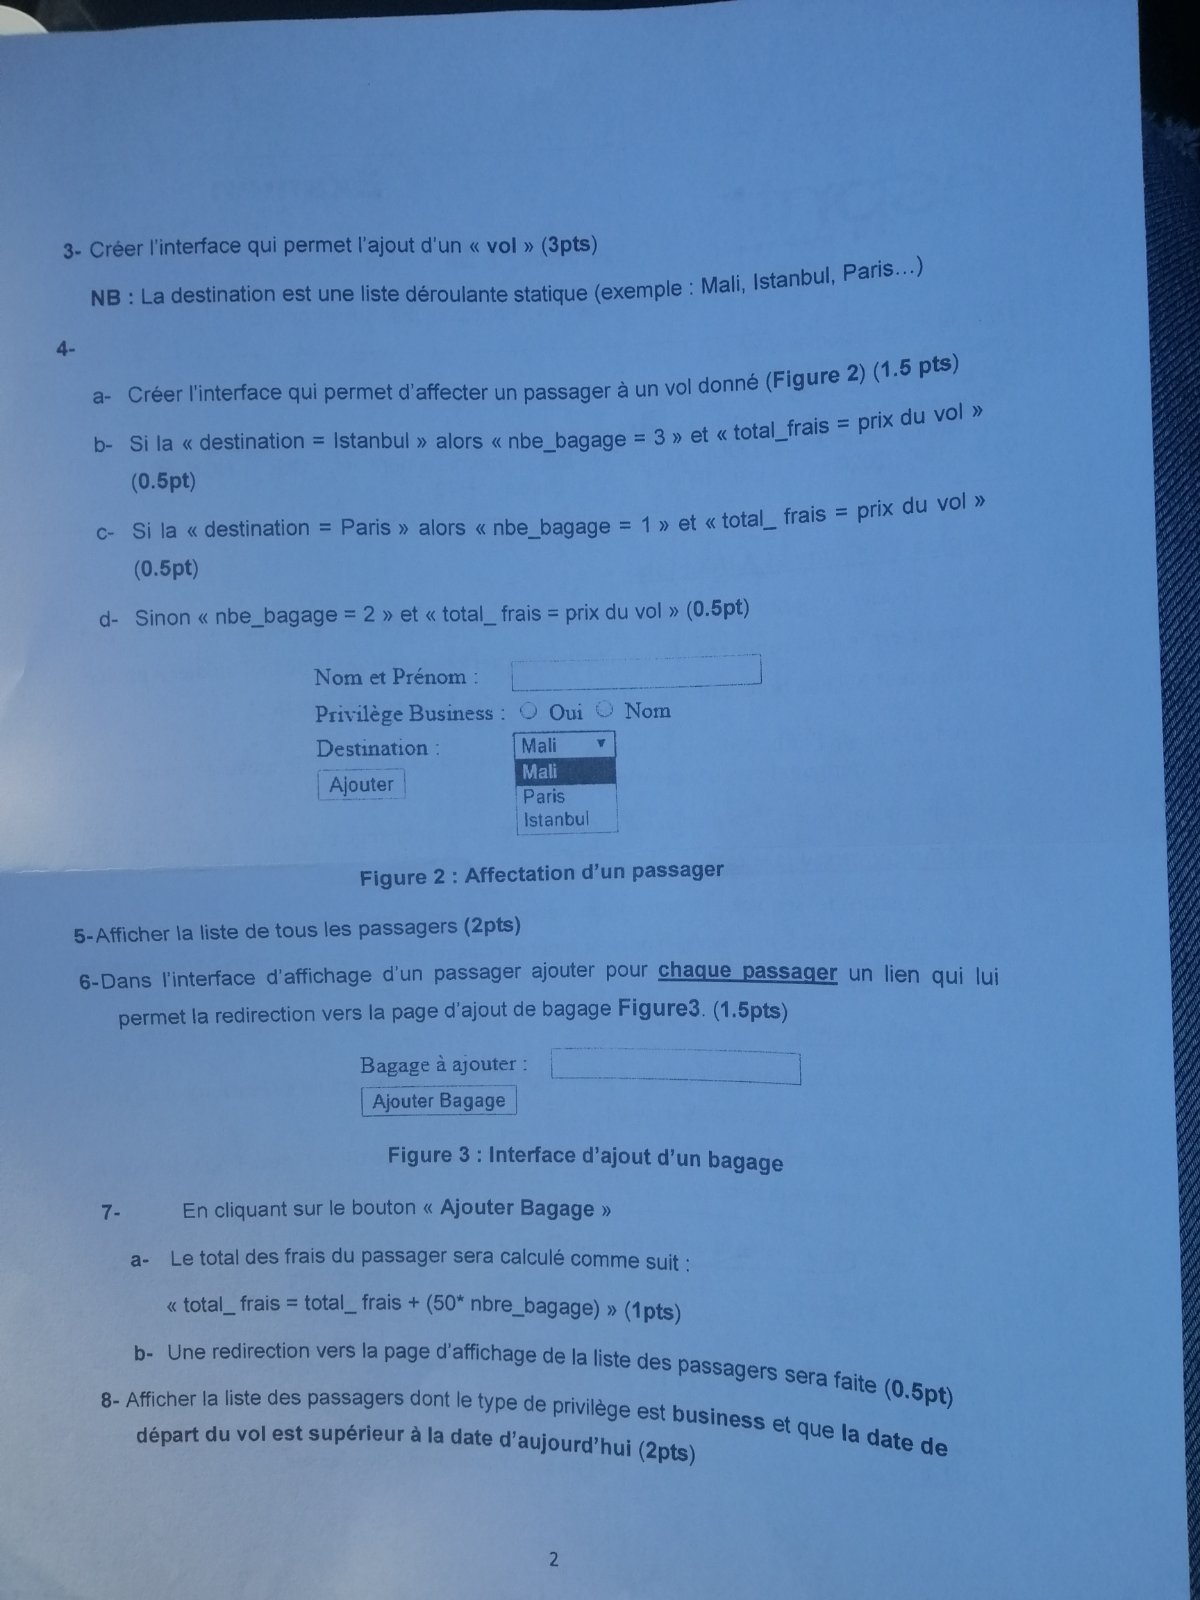 3- Créer l'interface qui permet l'ajout d'un « vol » (3pts)
NB : La destination est une liste déroulante statique (exemple : Mali, Istanbul, Paris...)
4-
a- Créer l'interface qui permet d'affecter un passager à un vol donné (Figure 2) (1.5 pts)
b- Si la « destination = Istanbul » alors « nbe_bagage = 3 » et « total_frais = prix du vol »
(0.5pt)
c- Si la « destination = Paris » alors « nbe_bagage = 1 » et « total_ frais = prix du vol »
(0.5pt)
d- Sinon « nbe_bagage = 2 » et « total_ frais = prix du vol » (0.5pt)
Nom et Prénom :
Privilège Business : Oui Nom
Destination : Mali
Mali
Ajouter
Paris
Istanbul
Figure 2 : Affectation d'un passager
5-Afficher la liste de tous les passagers (2pts)
6-Dans l'interface d'affichage d'un passager ajouter pour chaque passager un lien qui lui
permet la redirection vers la page d'ajout de bagage Figure3. (1.5pts)
Bagage à ajouter :
Ajouter Bagage
Figure 3 : Interface d'ajout d'un bagage
7- En cliquant sur le bouton « Ajouter Bagage »
a- Le total des frais du passager sera calculé comme suit :
« total_ frais = total_ frais + (50* nbre_bagage) » (1pts)
b- Une redirection vers la page d'affichage de la liste des passagers sera faite (0.5pt)
8- Afficher la liste des passagers dont le type de privilège est business et que la date de
départ du vol est supérieur à la date d'aujourd'hui (2pts)
2